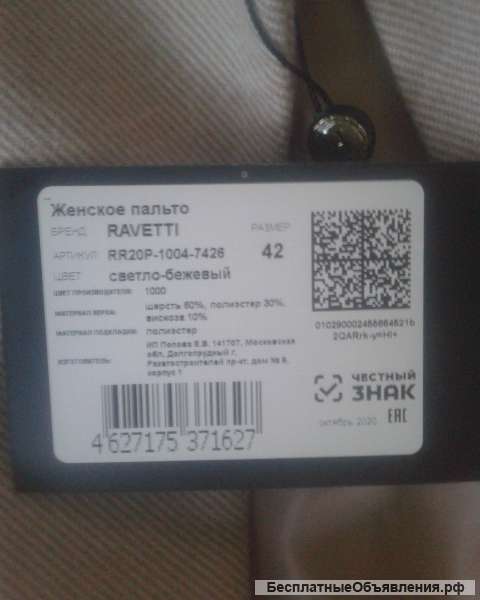 Женское пальто
БРЕНД: RAVETTI
РАЗМЕР
АРТИКУЛ: RR20P-1004-7426
42
ЦВЕТ светло-бежевый
ЦВЕТ ПРОИЗВОДИТЕЛЯ: 1000
МАТЕРИАЛ ВЕРХА: шерсть 60%, полиэстер 30%,
вискоза 10%
МАТЕРИАЛ ПОДКЛАДКИ: полиэстер
ИЗГОТОВИТЕЛЬ: ИП Попова Е.В. 141707, Московская
обл, Долгопрудный г,
Ракетостроителей пр-кт, дом № 9,
корпус 1
4 627175 371627
ЧЕСТНЫЙ
ЗНАК
октябрь 2020 EAC
БесплатныеОбъявления.рф